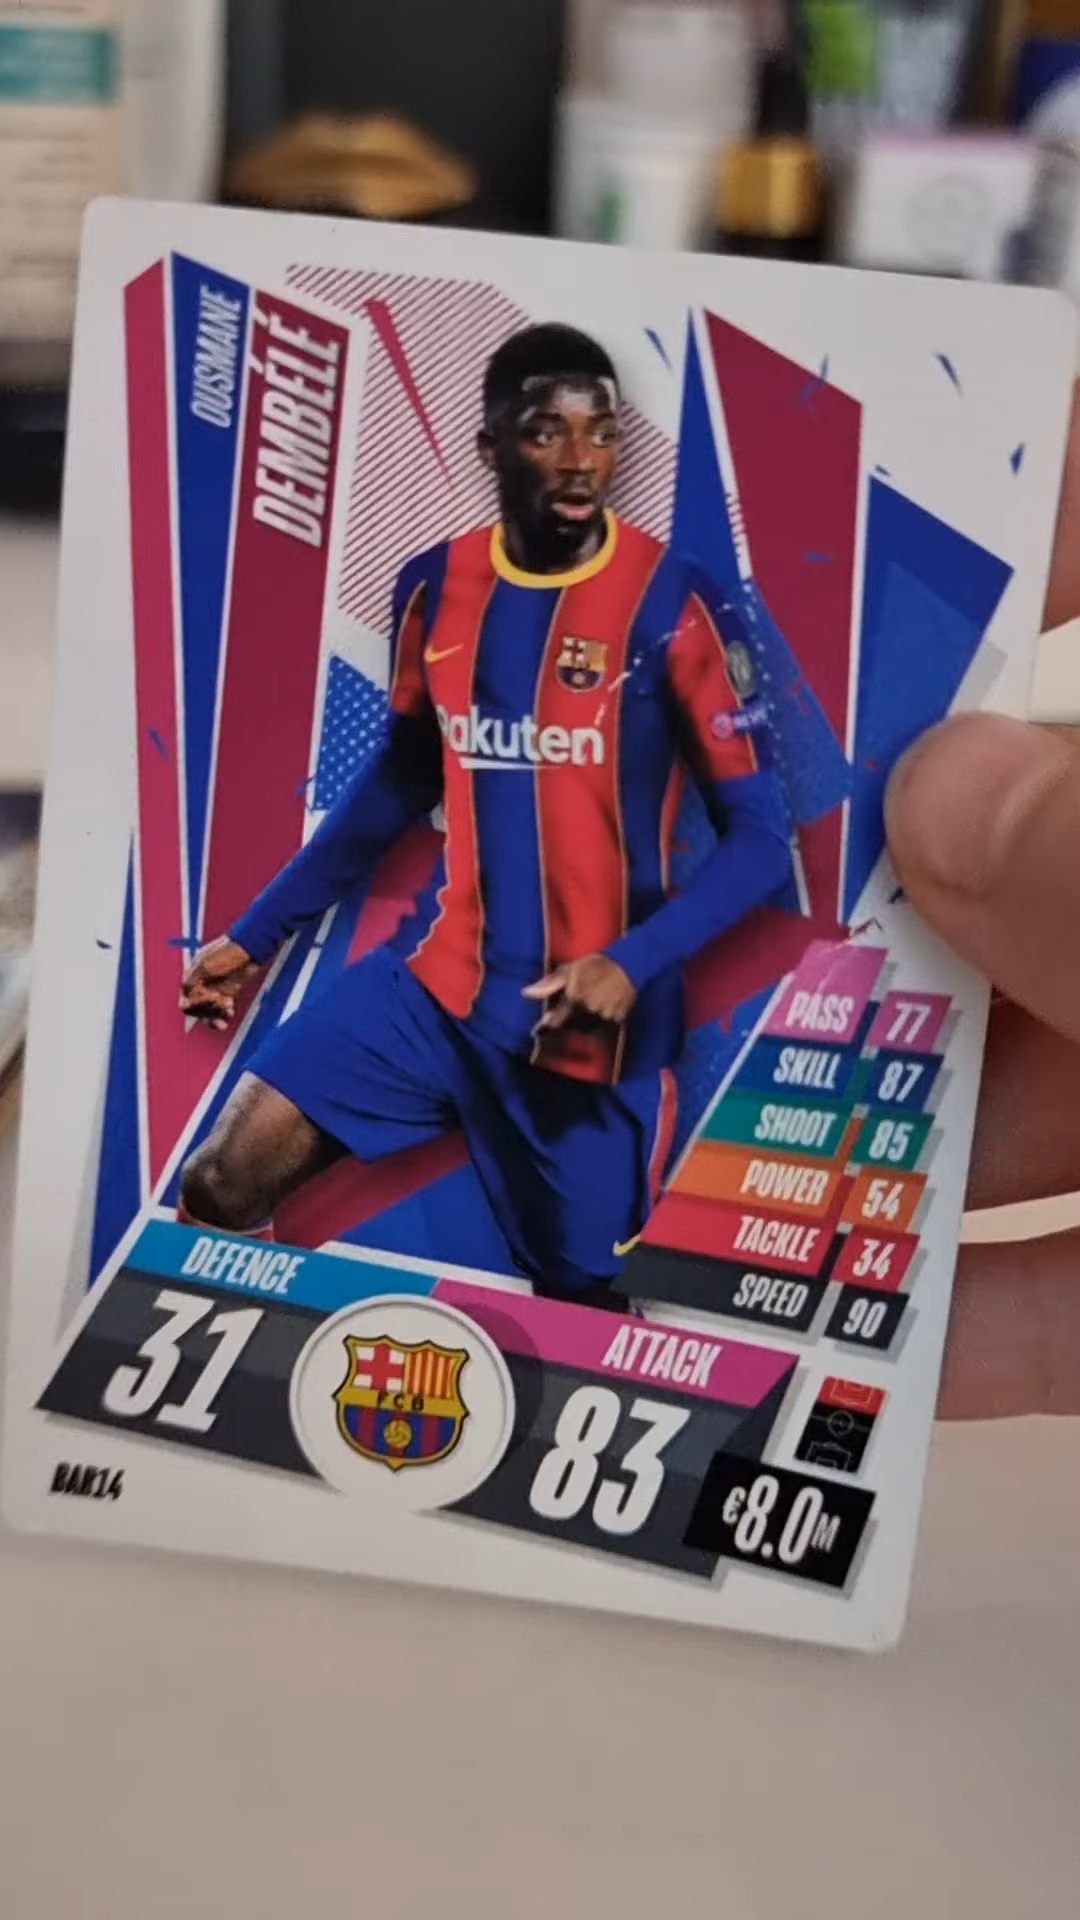 OUSMANE
DEMBÉLÉ
Rakuten
PASS 77
SKILL 87
SHOOT 85
POWER 54
TACKLE 34
SPEED 90
DEFENCE
31
FCB
ATTACK
83
€8.0M
BAR14